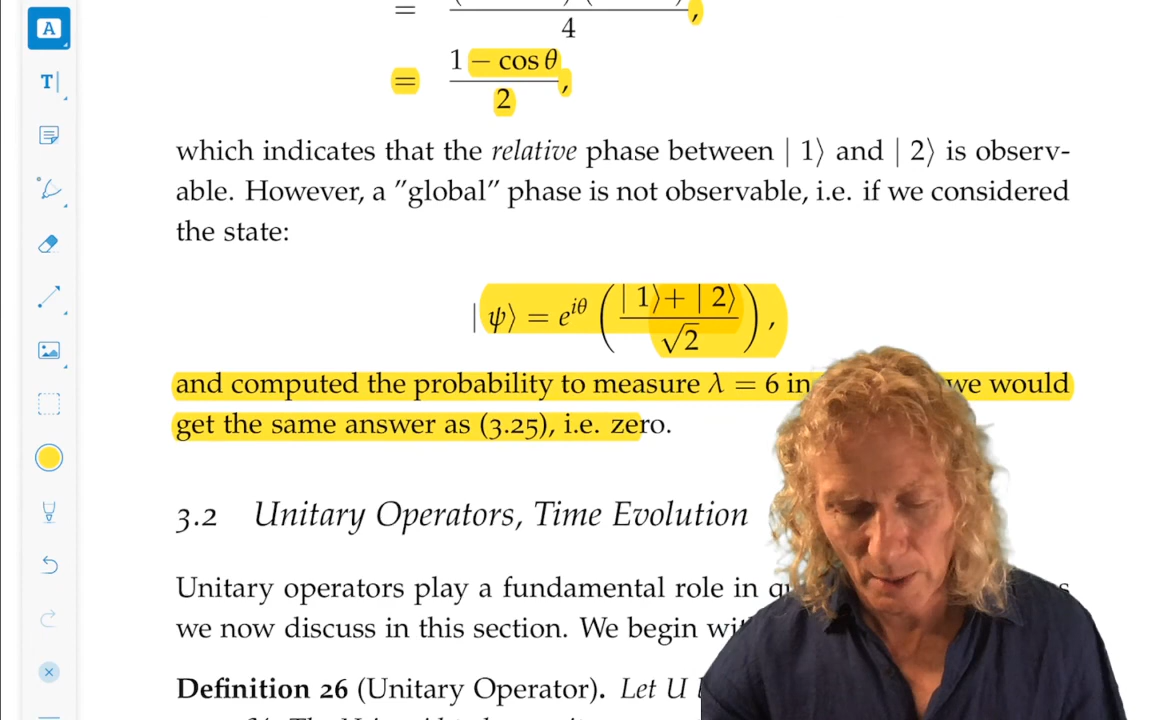 A
T|
=
4
,
= 1 − cos θ / 2,
which indicates that the relative phase between | 1⟩ and | 2⟩ is observ-
able. However, a ″global″ phase is not observable, i.e. if we considered
the state:
| ψ⟩ = e^{iθ} ( | 1⟩ + | 2⟩ / √2 ),
and computed the probability to measure λ = 6 in we would
get the same answer as (3.25), i.e. zero.
3.2 Unitary Operators, Time Evolution
Unitary operators play a fundamental role in
we now discuss in this section. We begin
Definition 26 (Unitary Operator). Let U